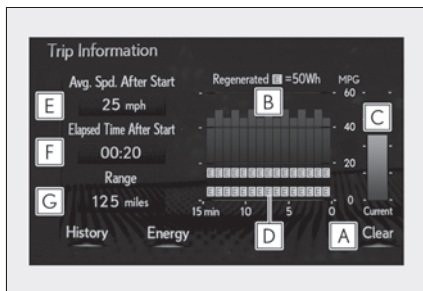 Trip Information
Avg. Spd. After Start
25 mph
Elapsed Time After Start
00:20
Range
125 miles
History
Energy
Regenerated E =50Wh
MPG
60
40
20
0
15 min
10
5
0
Current
Clear
A
B
C
D
E
F
G